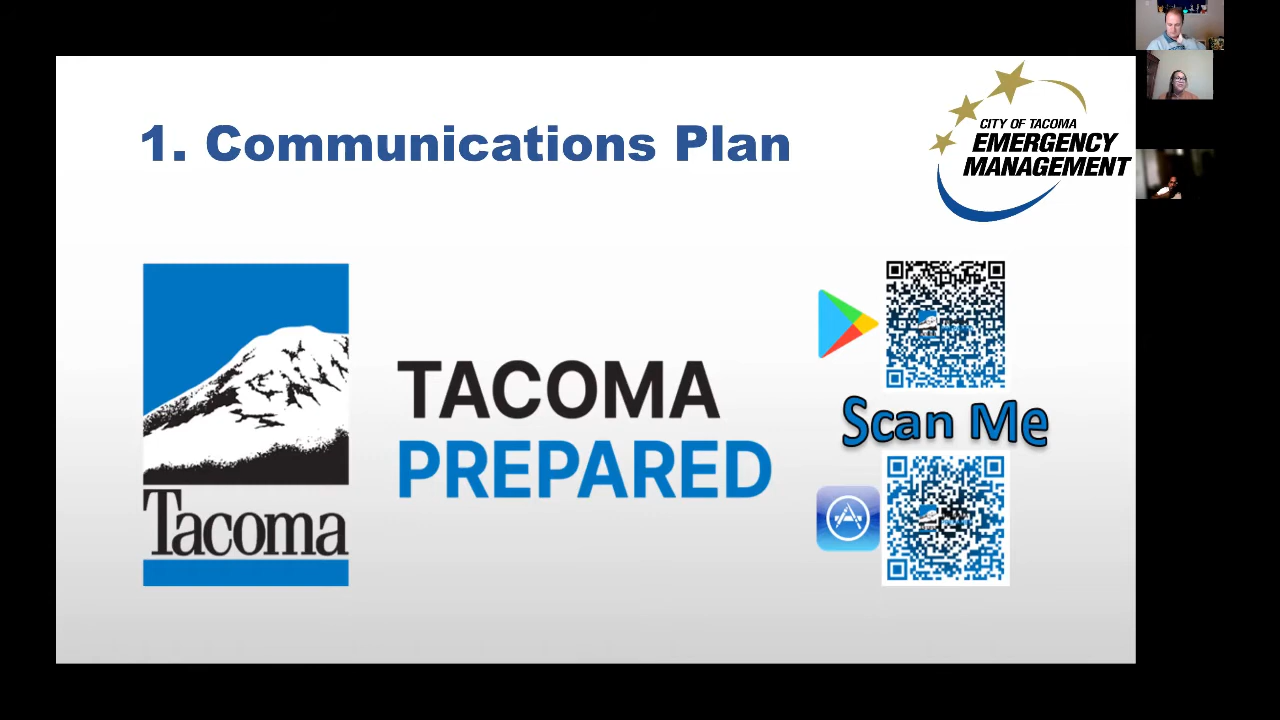 1. Communications Plan
CITY OF TACOMA
EMERGENCY
MANAGEMENT
TACOMA
PREPARED
Tacoma
Scan Me